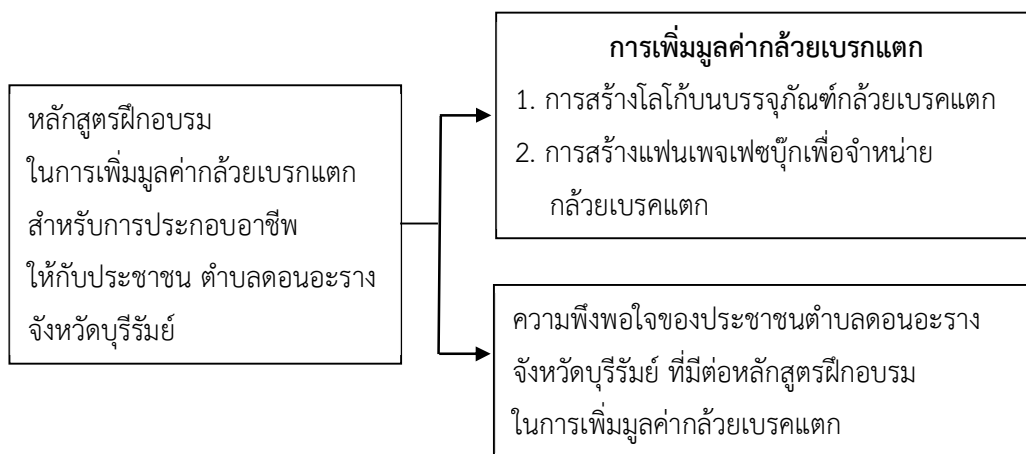 หลักสูตรฝึกอบรม
ในการเพิ่มมูลค่ากล้วยเบรกแตก
สำหรับการประกอบอาชีพ
ให้กับประชาชน ตำบลดอนอะราง
จังหวัดบุรีรัมย์
การเพิ่มมูลค่ากล้วยเบรกแตก
1. การสร้างโลโก้บนบรรจุภัณฑ์กล้วยเบรคแตก
2. การสร้างแฟนเพจเฟซบุ๊กเพื่อจำหน่าย
กล้วยเบรคแตก
ความพึงพอใจของประชาชนตำบลดอนอะราง
จังหวัดบุรีรัมย์ ที่มีต่อหลักสูตรฝึกอบรม
ในการเพิ่มมูลค่ากล้วยเบรคแตก